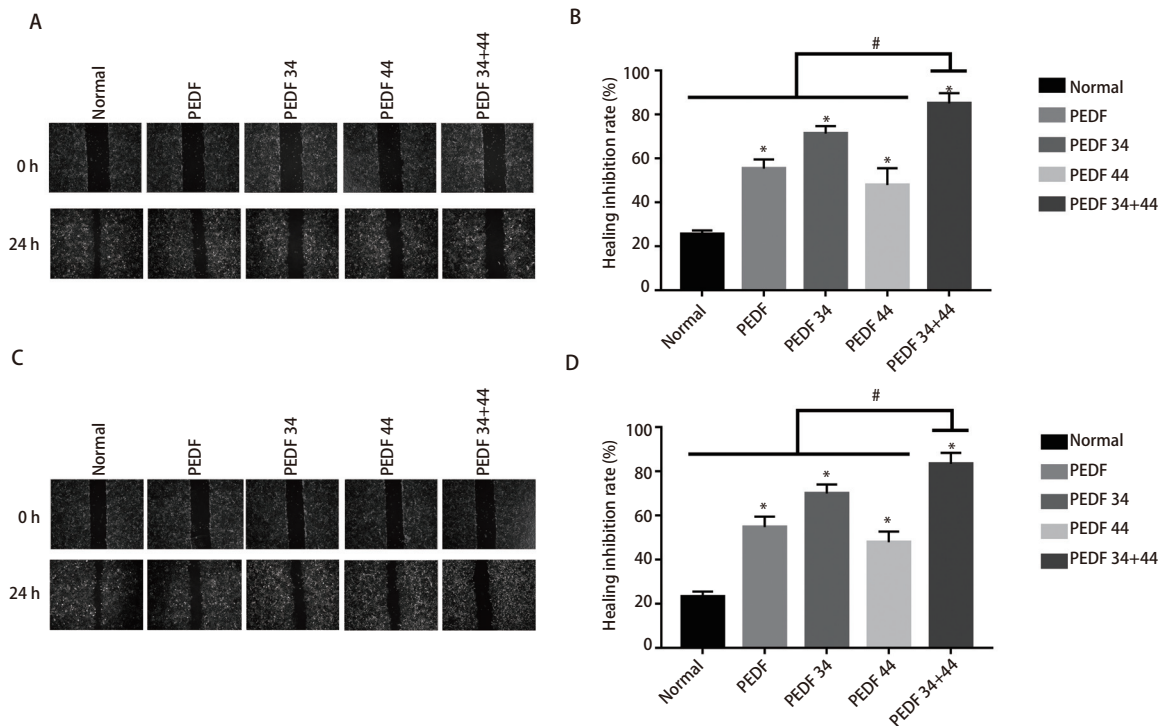 A
Normal
PEDF
PEDF 34
PEDF 44
PEDF 34+44
0 h
24 h
B
#
Healing inhibition rate (%)
100
80
60
40
20
0
*
*
*
*
Normal
PEDF
PEDF 34
PEDF 44
PEDF 34+44
Normal
PEDF
PEDF 34
PEDF 44
PEDF 34+44
C
Normal
PEDF
PEDF 34
PEDF 44
PEDF 34+44
0 h
24 h
D
#
Healing inhibition rate (%)
100
80
60
40
20
0
*
*
*
*
Normal
PEDF
PEDF 34
PEDF 44
PEDF 34+44
Normal
PEDF
PEDF 34
PEDF 44
PEDF 34+44